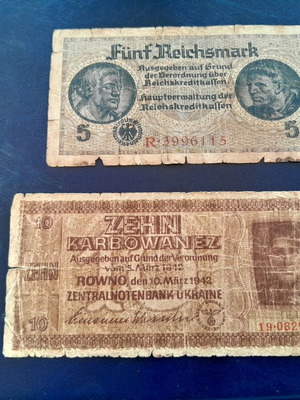 Fünf Reichsmark
Ausgegeben auf Grund
der Verordnung über
Reichskreditkassen
Hauptverwaltung der
Reichskreditkassen
5
5
R·3996115
10
ZEHN
KARBOWANEZ
Ausgegeben auf Grund der Verordnung
vom 5. März 1942
ROWNO, den 10. März 1942
ZENTRALNOTENBANK UKRAINE
10